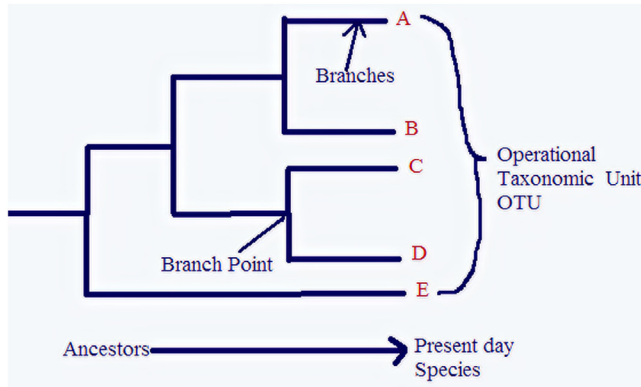 A
Branches
B
C
Operational
Taxonomic Unit
OTU
Branch Point
D
E
Ancestors
Present day
Species